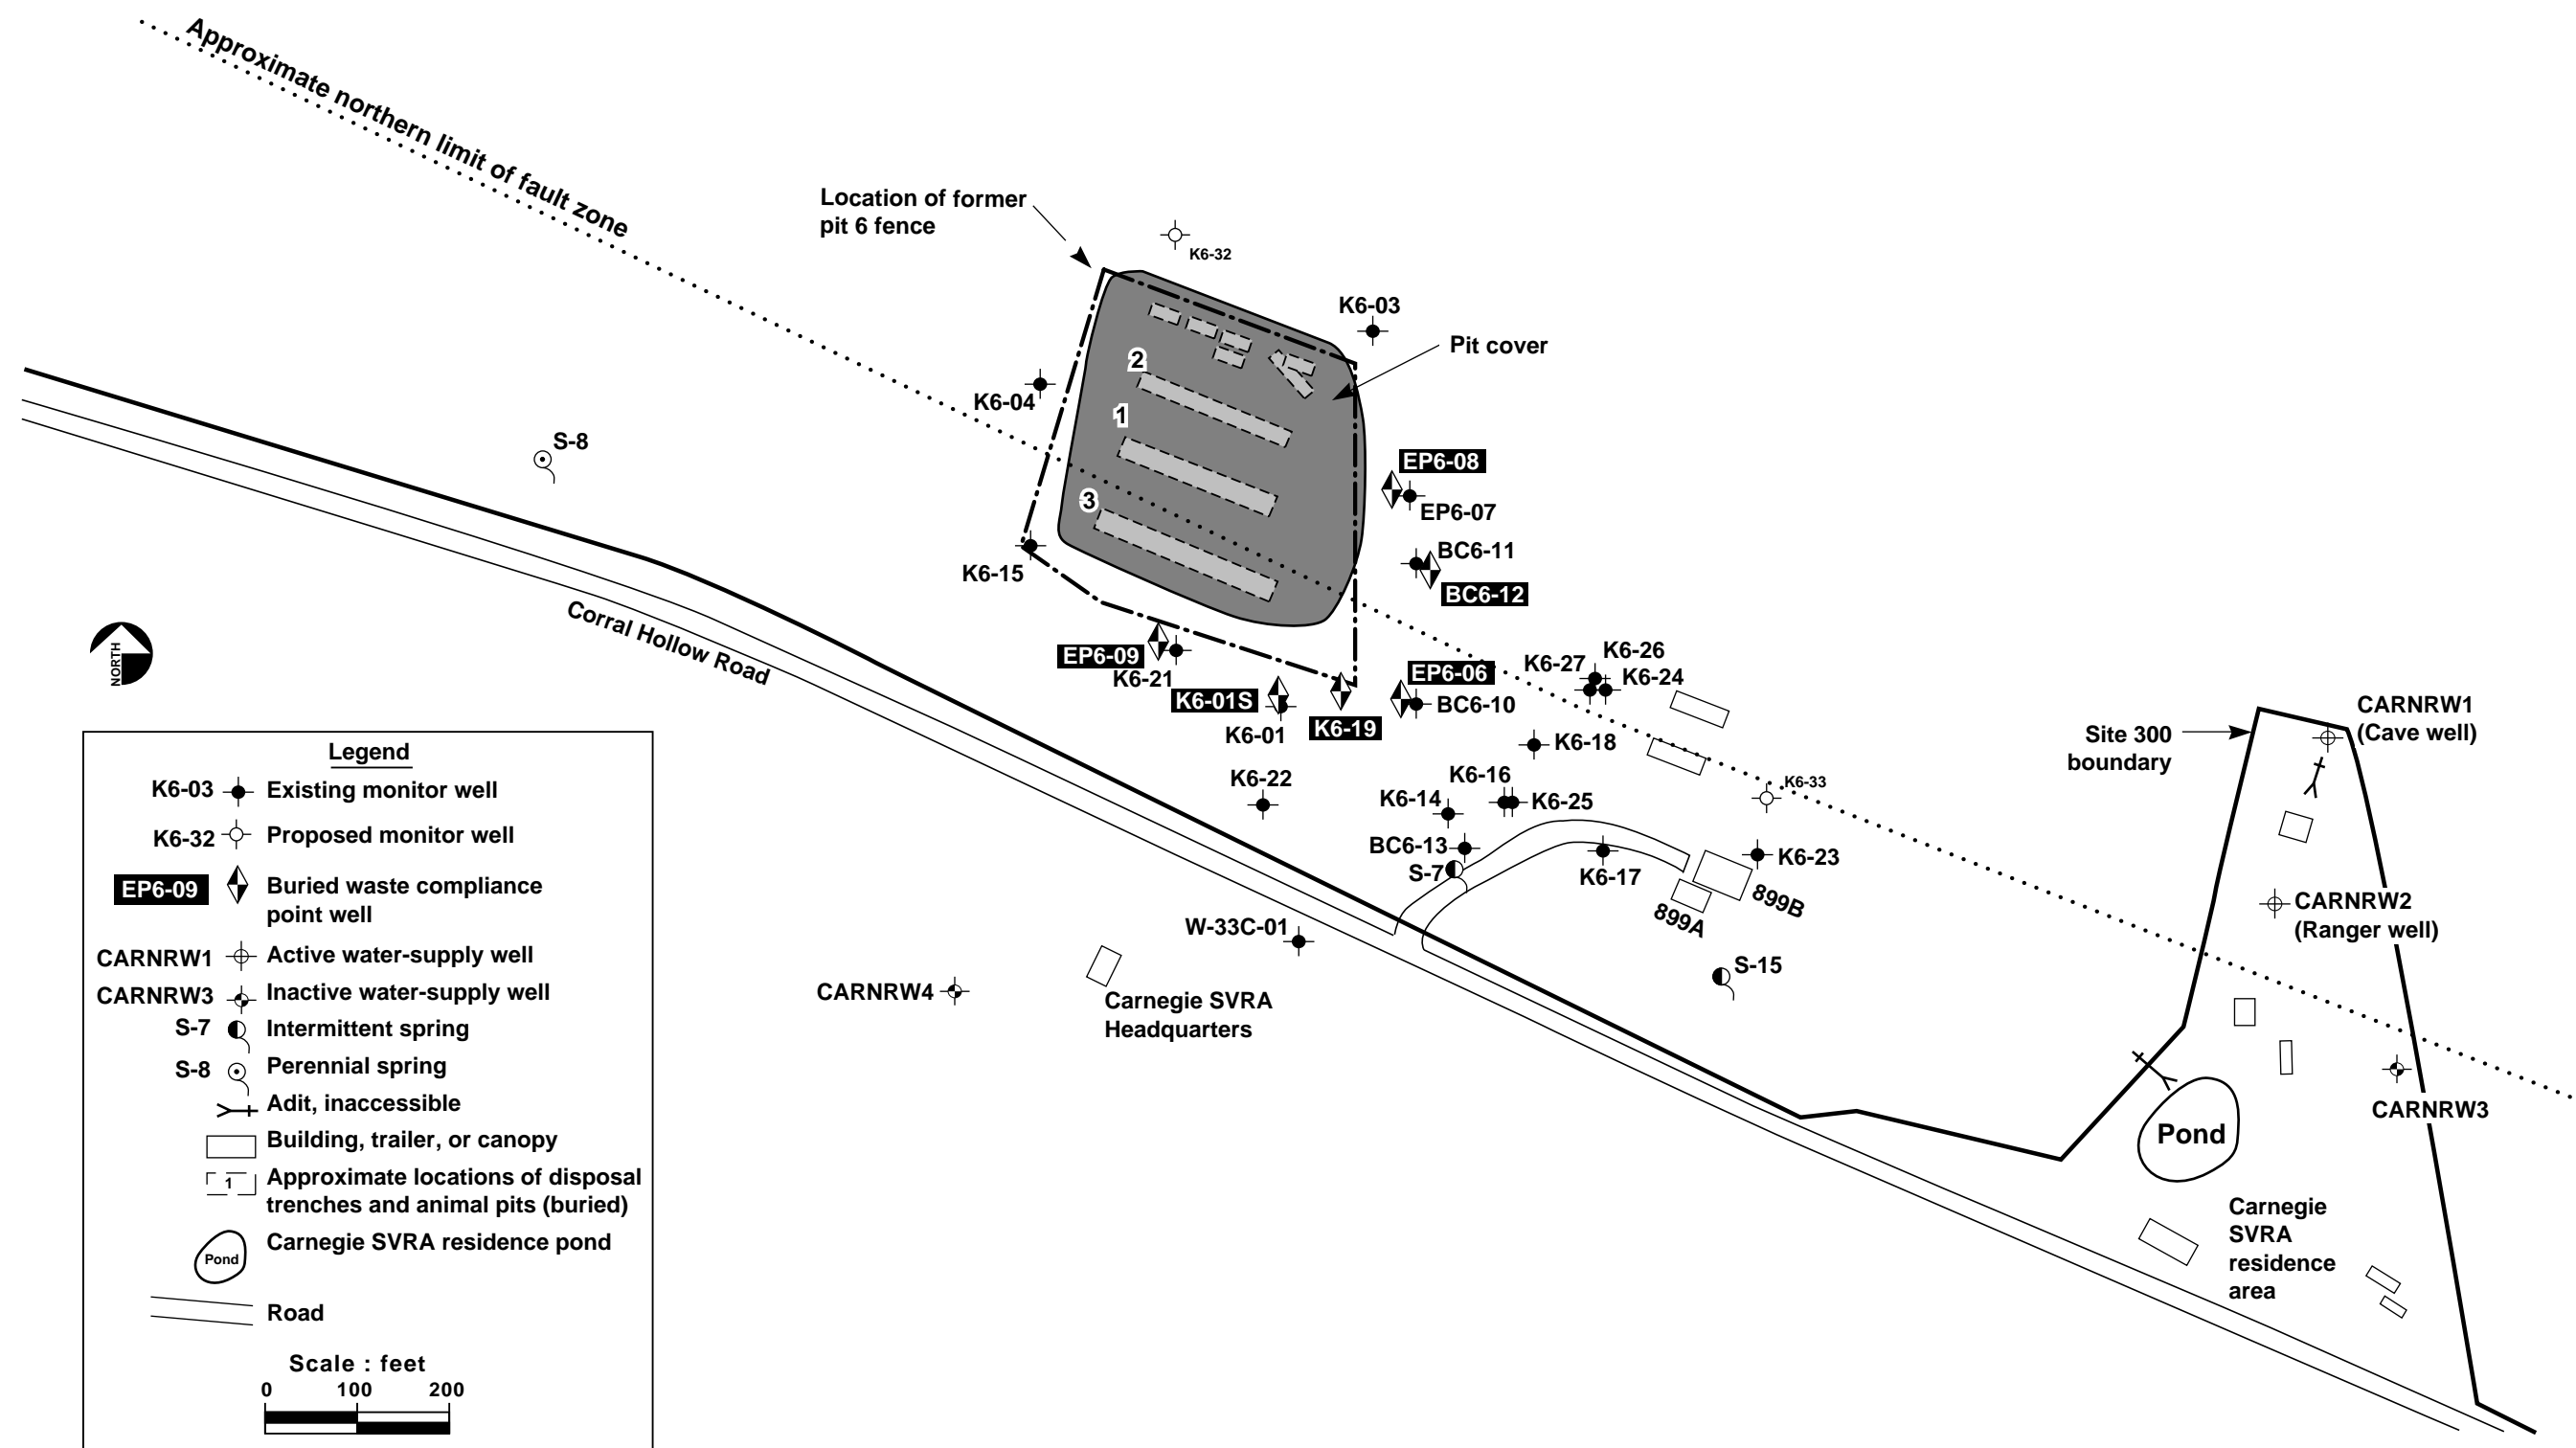 Approximate northern limit of fault zone
Location of former
pit 6 fence
K6-32
K6-03
Pit cover
K6-04
2
1
3
S-8
EP6-08
EP6-07
BC6-11
BC6-12
K6-15
Corral Hollow Road
NORTH
EP6-09
K6-21
K6-01S
K6-01
K6-19
EP6-06
BC6-10
K6-27
K6-26
K6-24
K6-18
K6-22
K6-16
K6-14
K6-25
K6-33
BC6-13
S-7
K6-17
K6-23
899B
899A
W-33C-01
S-15
CARNRW4
Carnegie SVRA
Headquarters
Site 300
boundary
CARNRW1
(Cave well)
CARNRW2
(Ranger well)
CARNRW3
Pond
Carnegie
SVRA
residence
area
Legend
K6-03 Existing monitor well
K6-32 Proposed monitor well
EP6-09 Buried waste compliance
point well
CARNRW1 Active water-supply well
CARNRW3 Inactive water-supply well
S-7 Intermittent spring
S-8 Perennial spring
Adit, inaccessible
Building, trailer, or canopy
1 Approximate locations of disposal
trenches and animal pits (buried)
Pond Carnegie SVRA residence pond
Road
Scale : feet
0 100 200